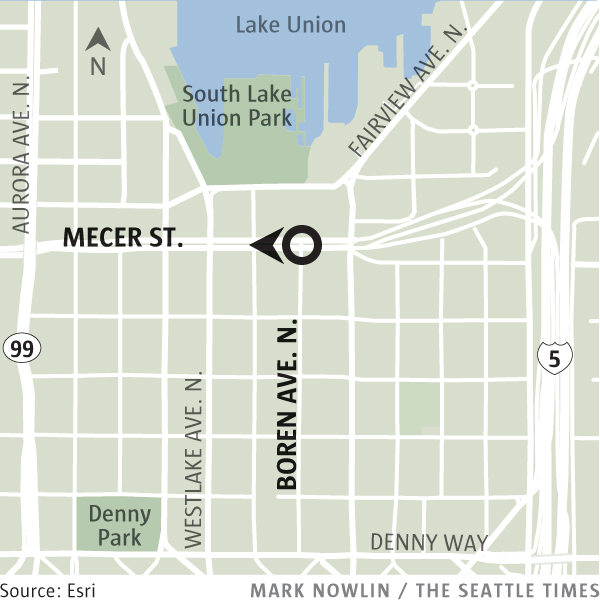 Lake Union
N
South Lake
Union Park
FAIRVIEW AVE. N.
AURORA AVE. N.
MECER ST.
99
BOREN AVE. N.
5
WESTLAKE AVE. N.
Denny
Park
DENNY WAY
Source: Esri
MARK NOWLIN / THE SEATTLE TIMES